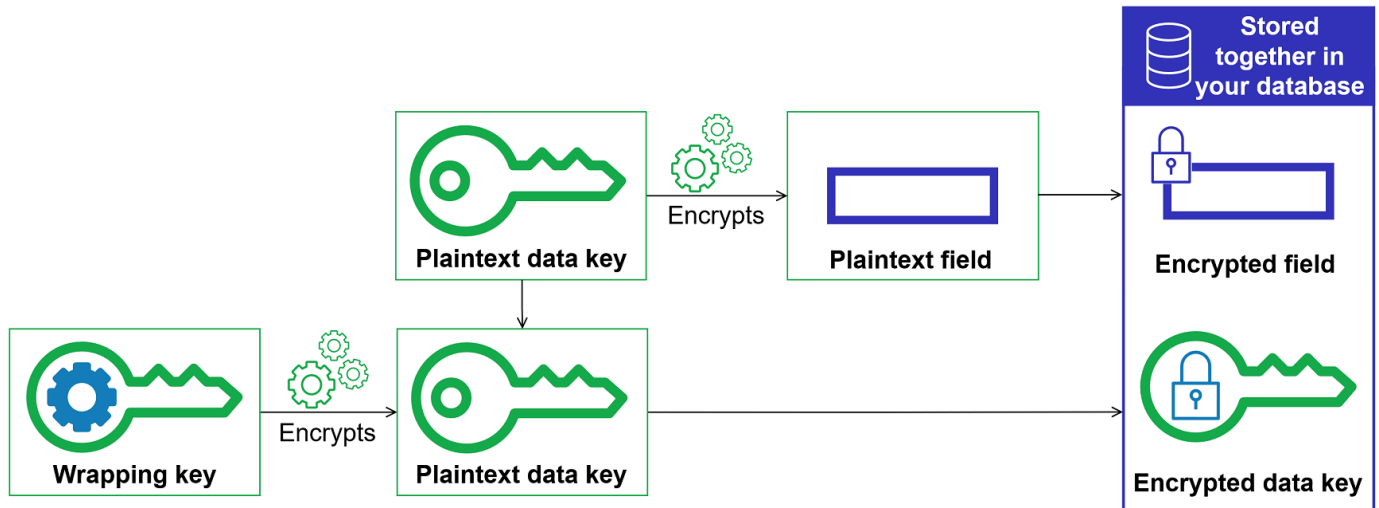 Stored
together in
your database
Encrypts
Plaintext data key
Plaintext field
Encrypted field
Encrypts
Wrapping key
Plaintext data key
Encrypted data key